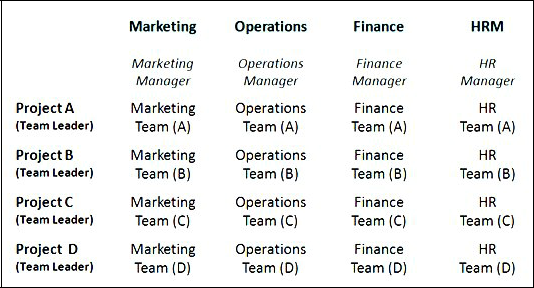 Marketing Operations Finance HRM
Marketing Operations Finance HR
Manager Manager Manager Manager
Project A Marketing Operations Finance HR
(Team Leader) Team (A) Team (A) Team (A) Team (A)
Project B Marketing Operations Finance HR
(Team Leader) Team (B) Team (B) Team (B) Team (B)
Project C Marketing Operations Finance HR
(Team Leader) Team (C) Team (C) Team (C) Team (C)
Project D Marketing Operations Finance HR
(Team Leader) Team (D) Team (D) Team (D) Team (D)